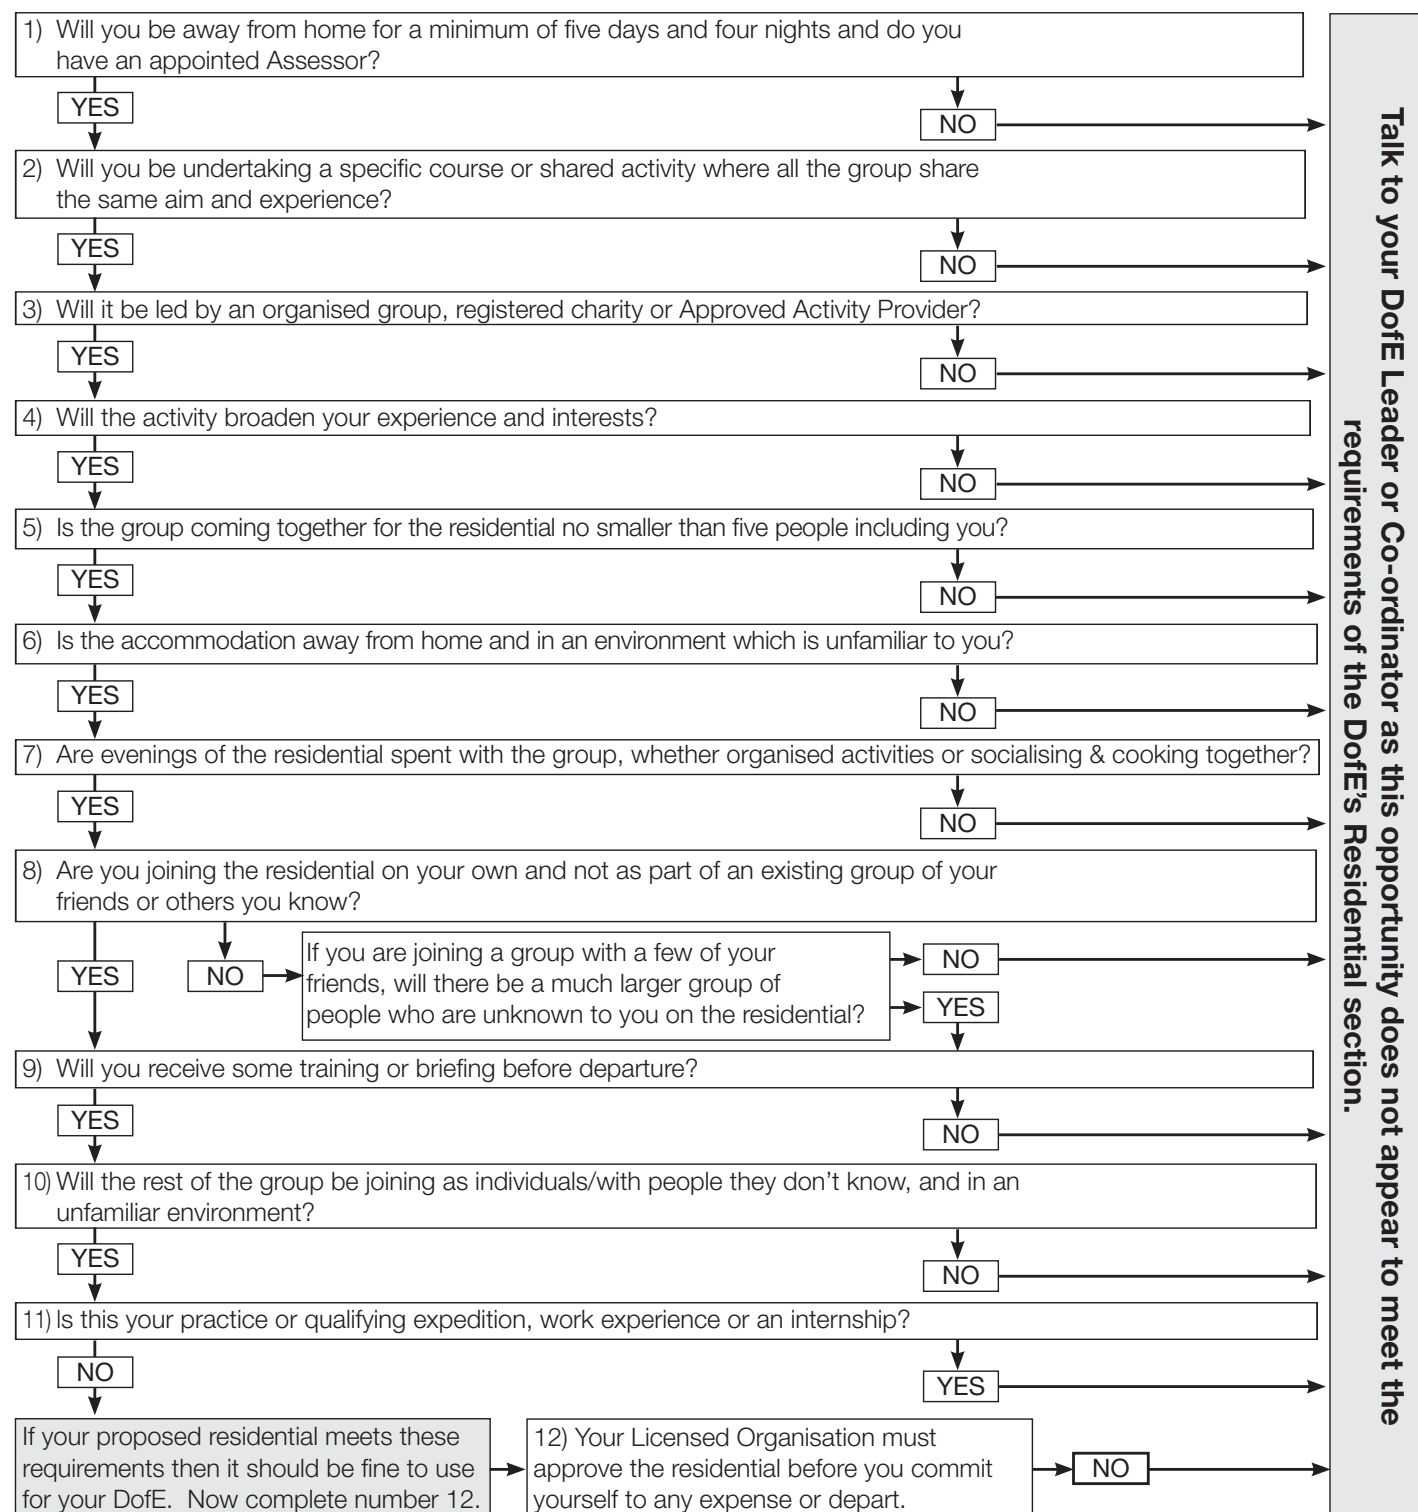 1) Will you be away from home for a minimum of five days and four nights and do you
have an appointed Assessor?
YES
NO
2) Will you be undertaking a specific course or shared activity where all the group share
the same aim and experience?
YES
NO
3) Will it be led by an organised group, registered charity or Approved Activity Provider?
YES
NO
4) Will the activity broaden your experience and interests?
YES
NO
5) Is the group coming together for the residential no smaller than five people including you?
YES
NO
6) Is the accommodation away from home and in an environment which is unfamiliar to you?
YES
NO
7) Are evenings of the residential spent with the group, whether organised activities or socialising & cooking together?
YES
NO
8) Are you joining the residential on your own and not as part of an existing group of your
friends or others you know?
YES
NO
If you are joining a group with a few of your
friends, will there be a much larger group of
people who are unknown to you on the residential?
NO
YES
9) Will you receive some training or briefing before departure?
YES
NO
10) Will the rest of the group be joining as individuals/with people they don’t know, and in an
unfamiliar environment?
YES
NO
11) Is this your practice or qualifying expedition, work experience or an internship?
NO
YES
If your proposed residential meets these
requirements then it should be fine to use
for your DofE. Now complete number 12.
12) Your Licensed Organisation must
approve the residential before you commit
yourself to any expense or depart.
NO
Talk to your DofE Leader or Co-ordinator as this opportunity does not appear to meet the
requirements of the DofE’s Residential section.